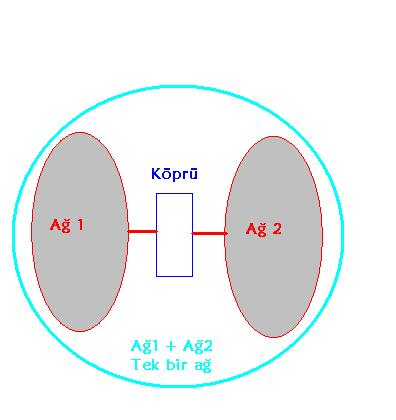 Köprü
Ağ 1
Ağ 2
Ağ1 + Ağ2
Tek bir ağ